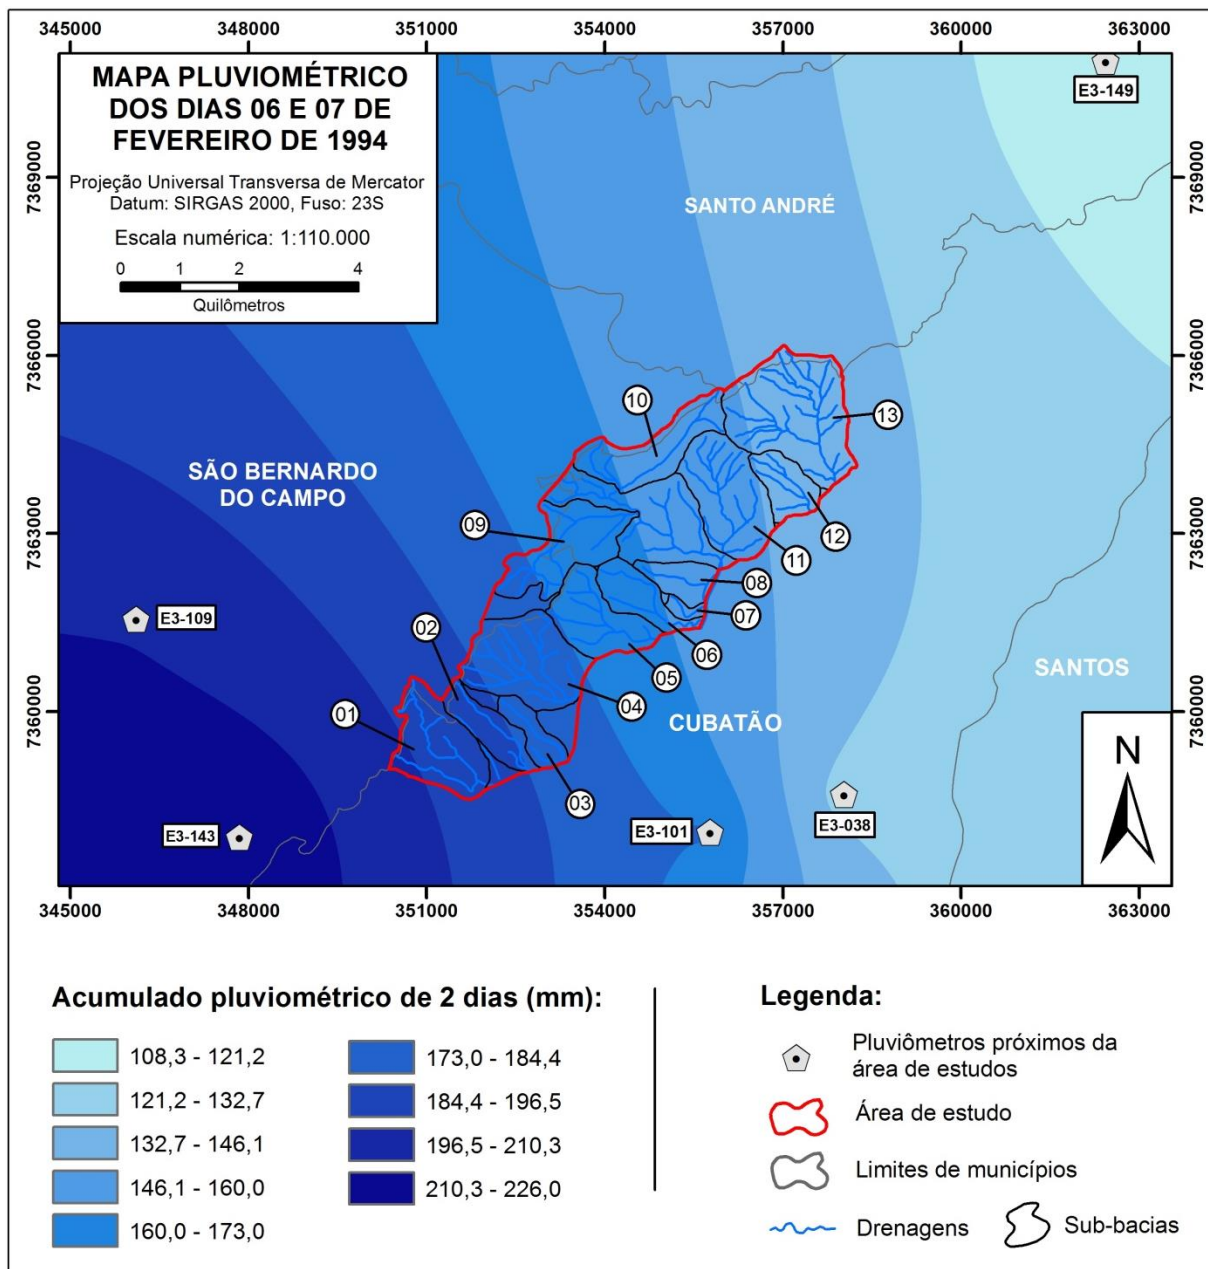 345000 348000 351000 354000 357000 360000 363000
MAPA PLUVIOMÉTRICO
DOS DIAS 06 E 07 DE
FEVEREIRO DE 1994
Projeção Universal Transversa de Mercator
Datum: SIRGAS 2000, Fuso: 23S
Escala numérica: 1:110.000
0 1 2 4
Quilômetros
E3-149
7369000 7369000
SANTO ANDRÉ
7366000 7366000
10
13
SÃO BERNARDO
DO CAMPO
09
12
11
7363000 7363000
08
07
E3-109
02
06
05
SANTOS
04
01
CUBATÃO
7360000 7360000
N
03
E3-143
E3-101
E3-038
345000 348000 351000 354000 357000 360000 363000
Acumulado pluviométrico de 2 dias (mm):
108,3 - 121,2
121,2 - 132,7
132,7 - 146,1
146,1 - 160,0
160,0 - 173,0
173,0 - 184,4
184,4 - 196,5
196,5 - 210,3
210,3 - 226,0
Legenda:
Pluviômetros próximos da
área de estudos
Área de estudo
Limites de municípios
Drenagens
Sub-bacias